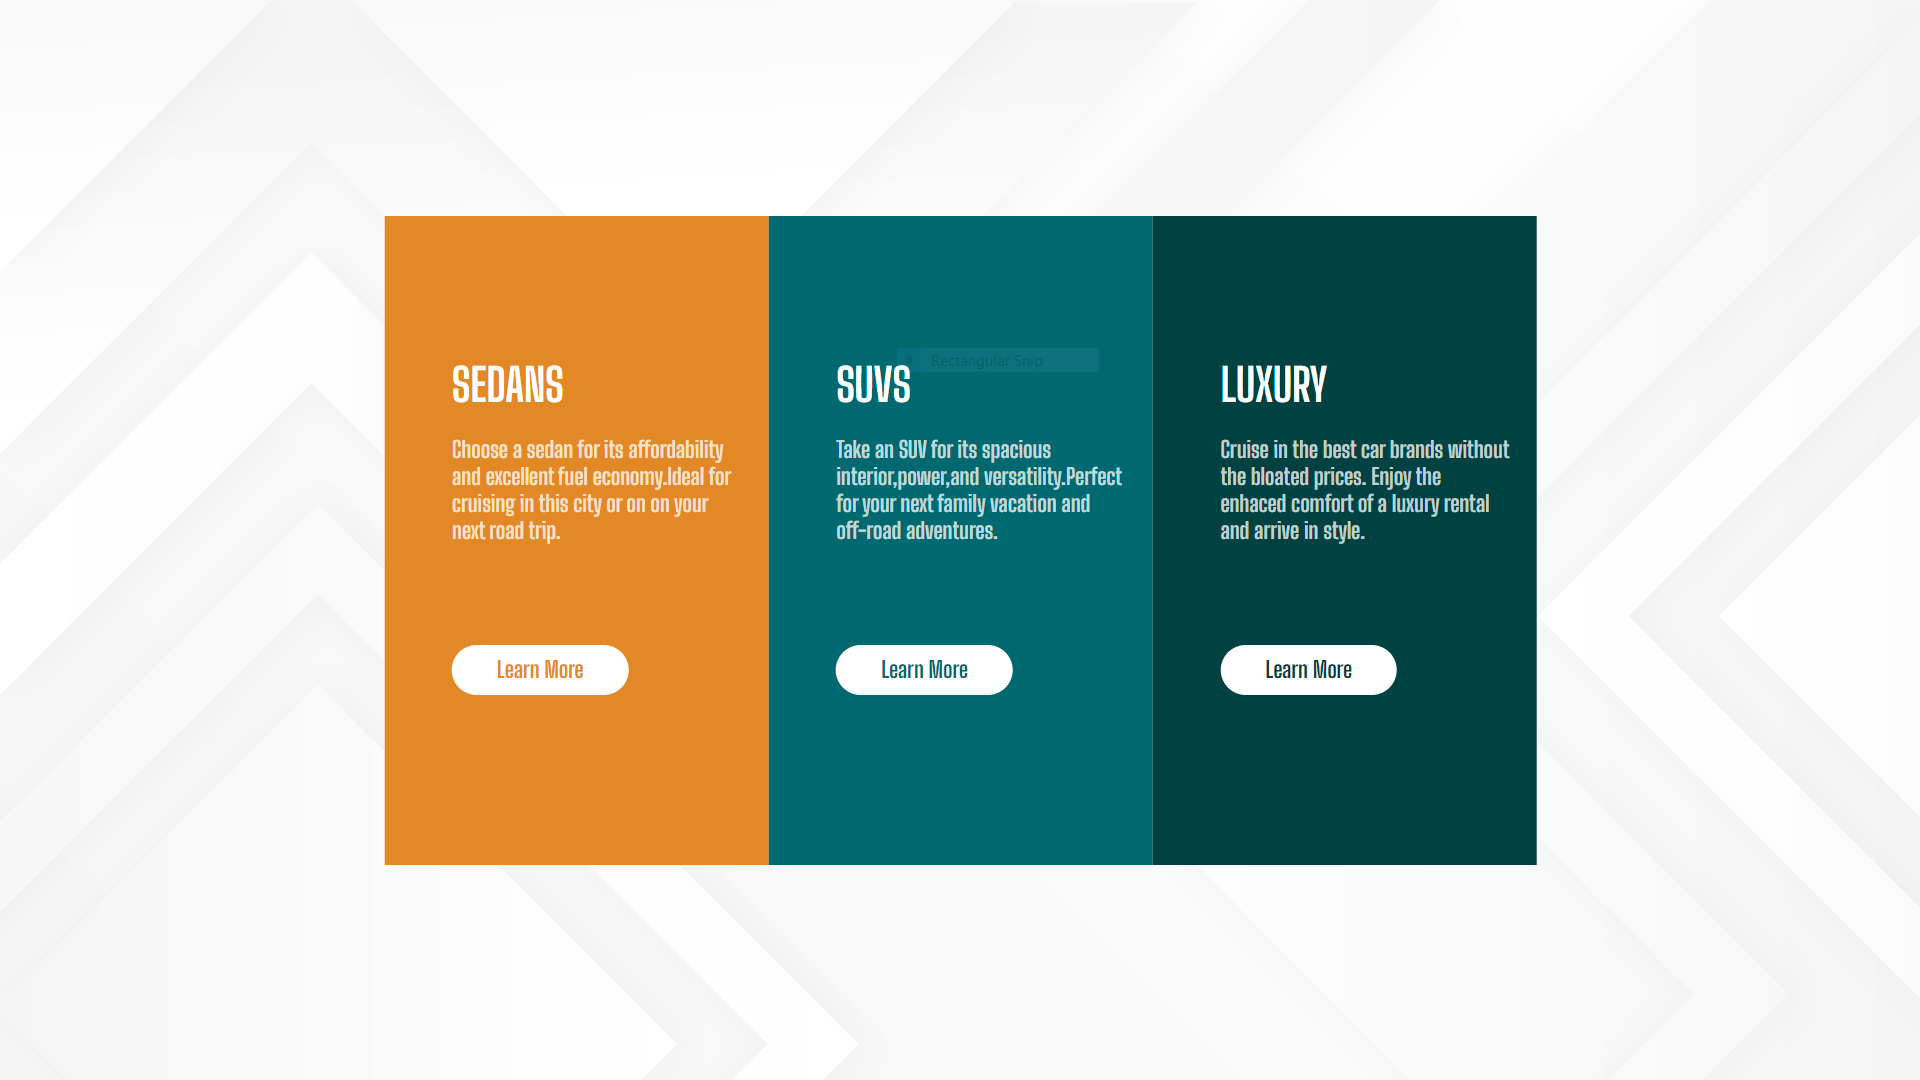 SEDANS
Choose a sedan for its affordability
and excellent fuel economy.Ideal for
cruising in this city or on on your
next road trip.
Learn More
Rectangular Snip
SUVS
Take an SUV for its spacious
interior,power,and versatility.Perfect
for your next family vacation and
off-road adventures.
Learn More
LUXURY
Cruise in the best car brands without
the bloated prices. Enjoy the
enhaced comfort of a luxury rental
and arrive in style.
Learn More